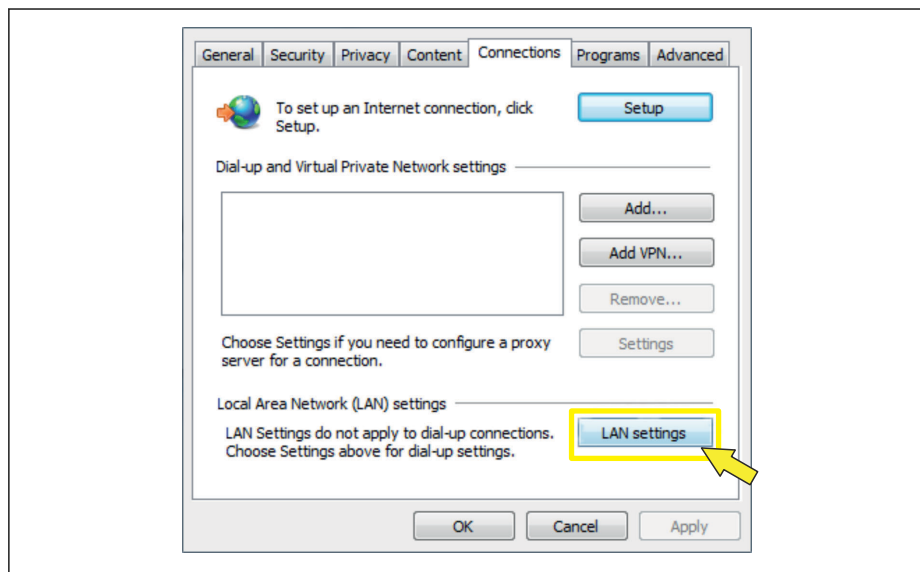 General Security Privacy Content Connections Programs Advanced
To set up an Internet connection, click
Setup.
Setup
Dial-up and Virtual Private Network settings
Add...
Add VPN...
Remove...
Choose Settings if you need to configure a proxy
server for a connection.
Settings
Local Area Network (LAN) settings
LAN Settings do not apply to dial-up connections.
Choose Settings above for dial-up settings.
LAN settings
OK Cancel Apply